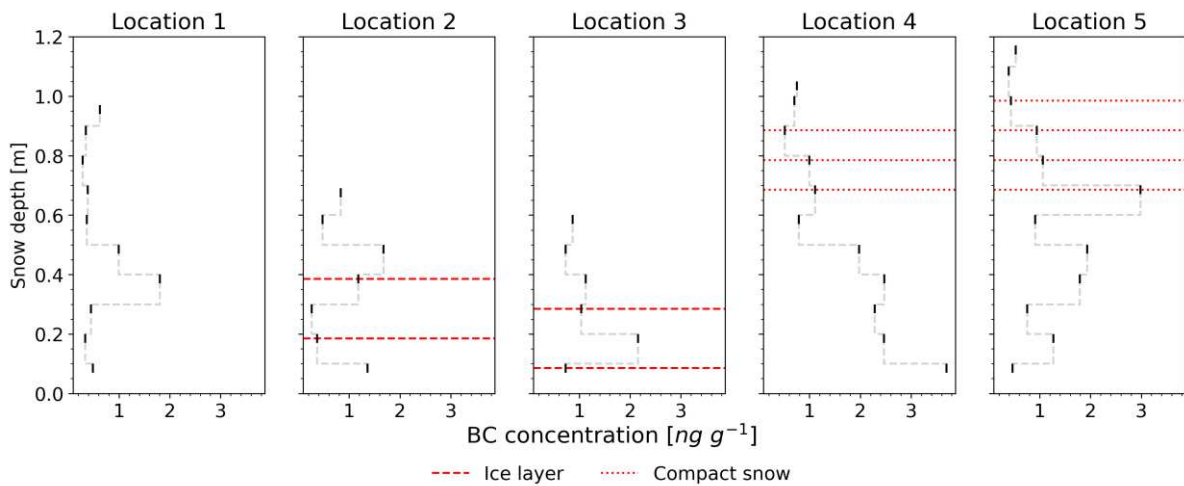 Location 1 Location 2 Location 3 Location 4 Location 5
1.2
1.0
0.8
0.6
0.4
0.2
0.0
Snow depth [m]
1 2 3 1 2 3 1 2 3 1 2 3 1 2 3
BC concentration [ng g⁻¹]
Ice layer Compact snow